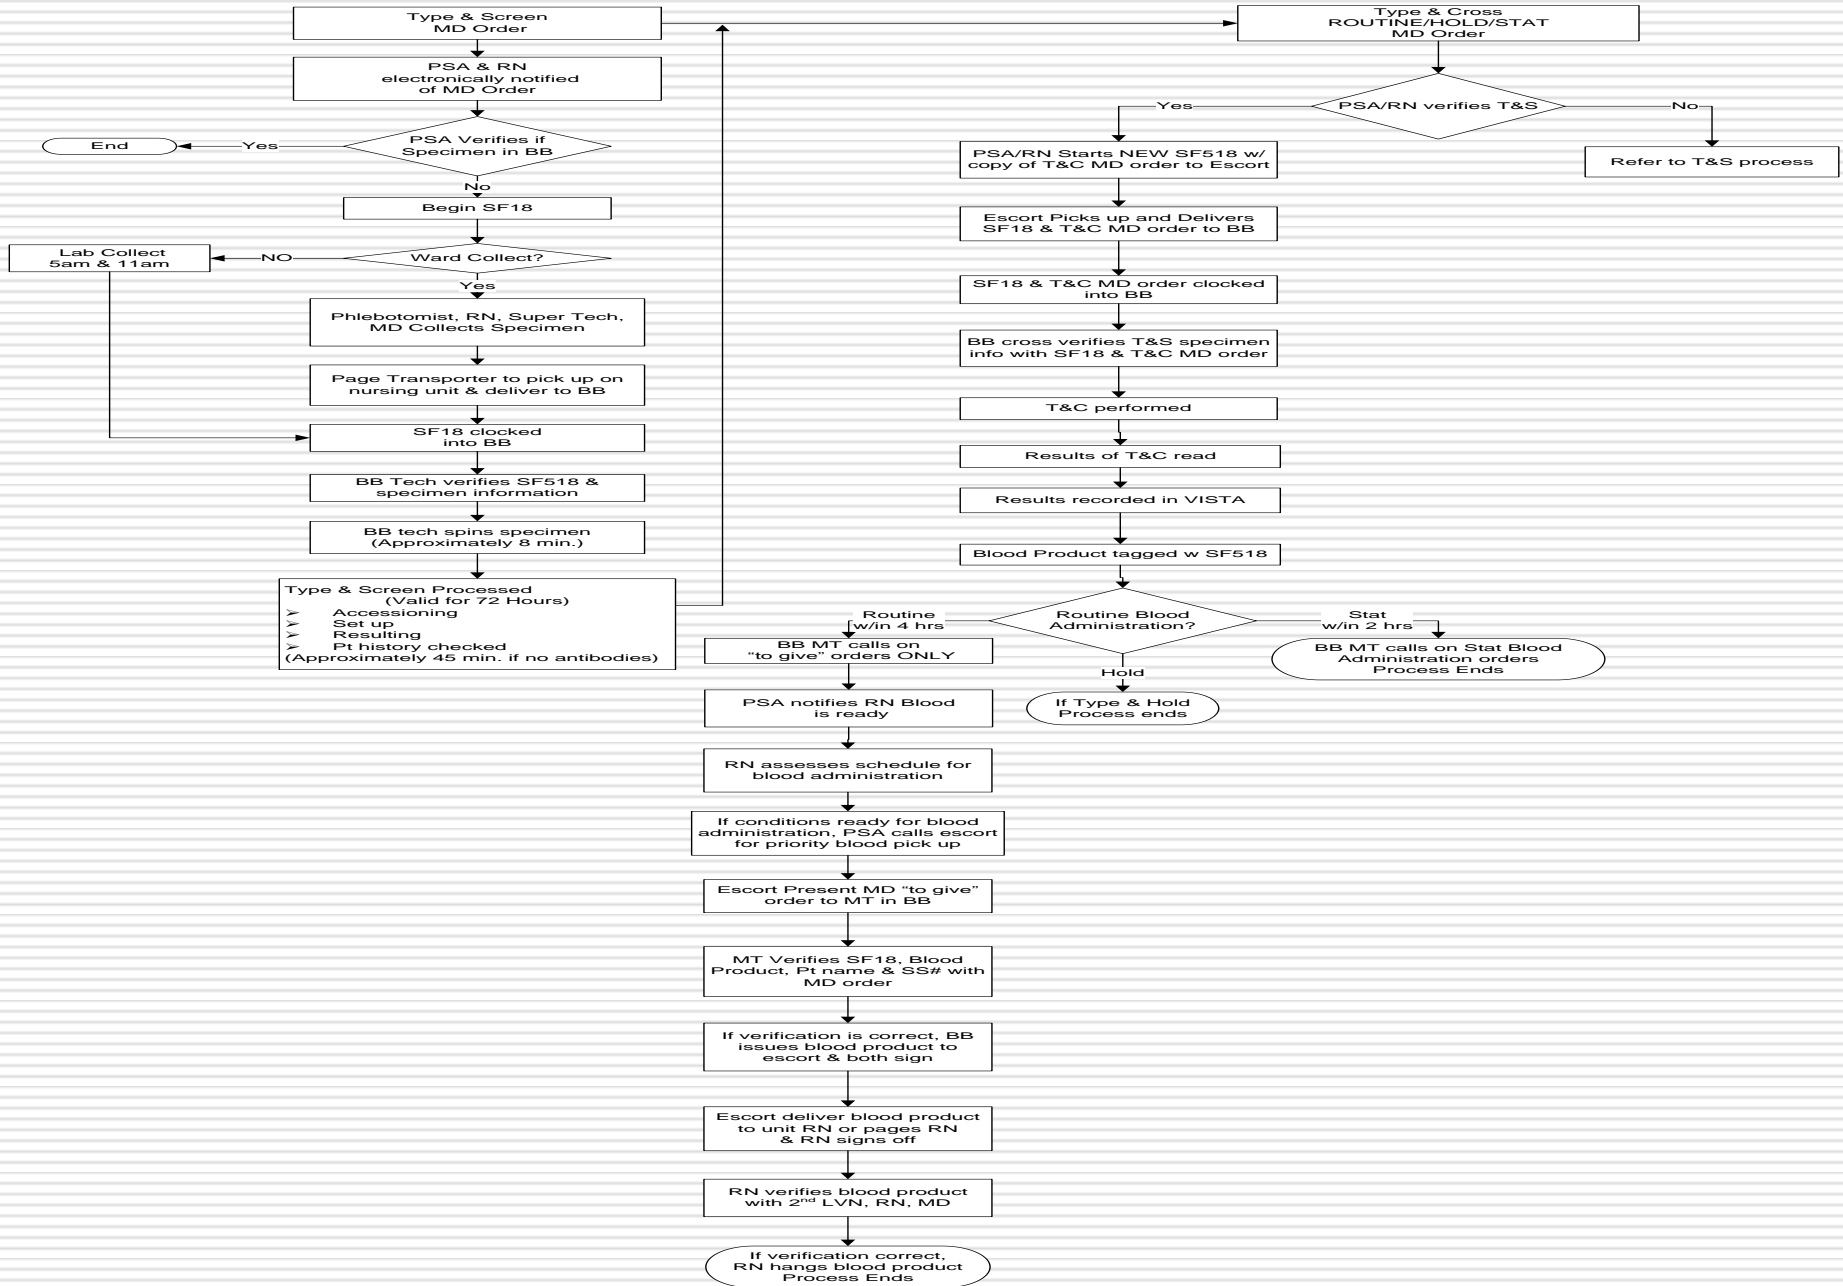 Type & Screen
MD Order
PSA & RN
electronically notified
of MD Order
PSA Verifies if
Specimen in BB
Yes
End
No
Begin SF18
Ward Collect?
NO
Lab Collect
5am & 11am
Yes
Phlebotomist, RN, Super Tech,
MD Collects Specimen
Page Transporter to pick up on
nursing unit & deliver to BB
SF18 clocked
into BB
BB Tech verifies SF518 &
specimen information
BB tech spins specimen
(Approximately 8 min.)
Type & Screen Processed
(Valid for 72 Hours)
➢ Accessioning
➢ Set up
➢ Resulting
➢ Pt history checked
(Approximately 45 min. if no antibodies)
Type & Cross
ROUTINE/HOLD/STAT
MD Order
PSA/RN verifies T&S
Yes
No
Refer to T&S process
PSA/RN Starts NEW SF518 w/
copy of T&C MD order to Escort
Escort Picks up and Delivers
SF18 & T&C MD order to BB
SF18 & T&C MD order clocked
into BB
BB cross verifies T&S specimen
info with SF18 & T&C MD order
T&C performed
Results of T&C read
Results recorded in VISTA
Blood Product tagged w SF518
Routine Blood
Administration?
Routine
w/in 4 hrs
Stat
w/in 2 hrs
Hold
BB MT calls on Stat Blood
Administration orders
Process Ends
If Type & Hold
Process ends
BB MT calls on
“to give” orders ONLY
PSA notifies RN Blood
is ready
RN assesses schedule for
blood administration
If conditions ready for blood
administration, PSA calls escort
for priority blood pick up
Escort Present MD “to give”
order to MT in BB
MT Verifies SF18, Blood
Product, Pt name & SS# with
MD order
If verification is correct, BB
issues blood product to
escort & both sign
Escort deliver blood product
to unit RN or pages RN
& RN signs off
RN verifies blood product
with 2nd LVN, RN, MD
If verification correct,
RN hangs blood product
Process Ends